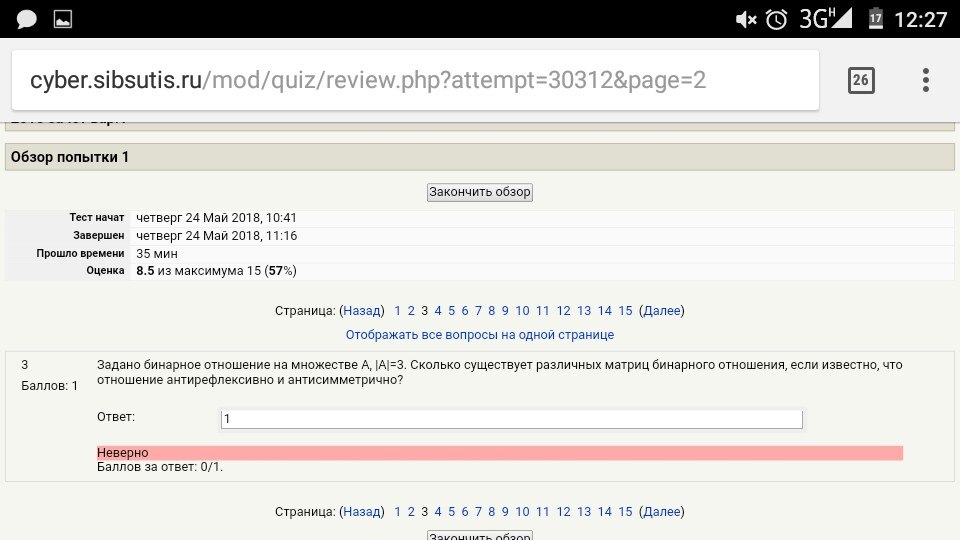 3G H 17 12:27
cyber.sibsutis.ru/mod/quiz/review.php?attempt=30312&page=2 26
Обзор попытки 1
Закончить обзор
Тест начат четверг 24 Май 2018, 10:41
Завершен четверг 24 Май 2018, 11:16
Прошло времени 35 мин
Оценка 8.5 из максимума 15 (57%)
Страница: (Назад) 1 2 3 4 5 6 7 8 9 10 11 12 13 14 15 (Далее)
Отображать все вопросы на одной странице
3 Задано бинарное отношение на множестве А, |А|=3. Сколько существует различных матриц бинарного отношения, если известно, что
Баллов: 1 отношение антирефлексивно и антисимметрично?
Ответ: 1
Неверно
Баллов за ответ: 0/1.
Страница: (Назад) 1 2 3 4 5 6 7 8 9 10 11 12 13 14 15 (Далее)
Закончить обзор